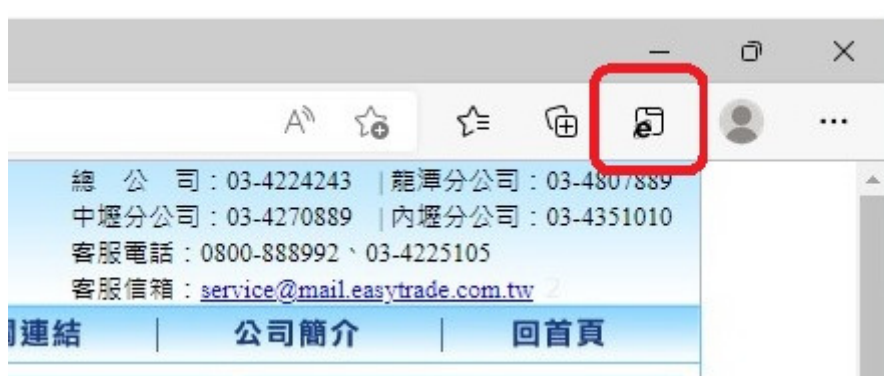 總 公 司：03-4224243 |龍潭分公司：03-4807889
中壢分公司：03-4270889 |內壢分公司：03-4351010
客服電話：0800-888992、03-4225105
客服信箱：service@mail.easytrade.com.tw 2
連結 | 公司簡介 | 回首頁